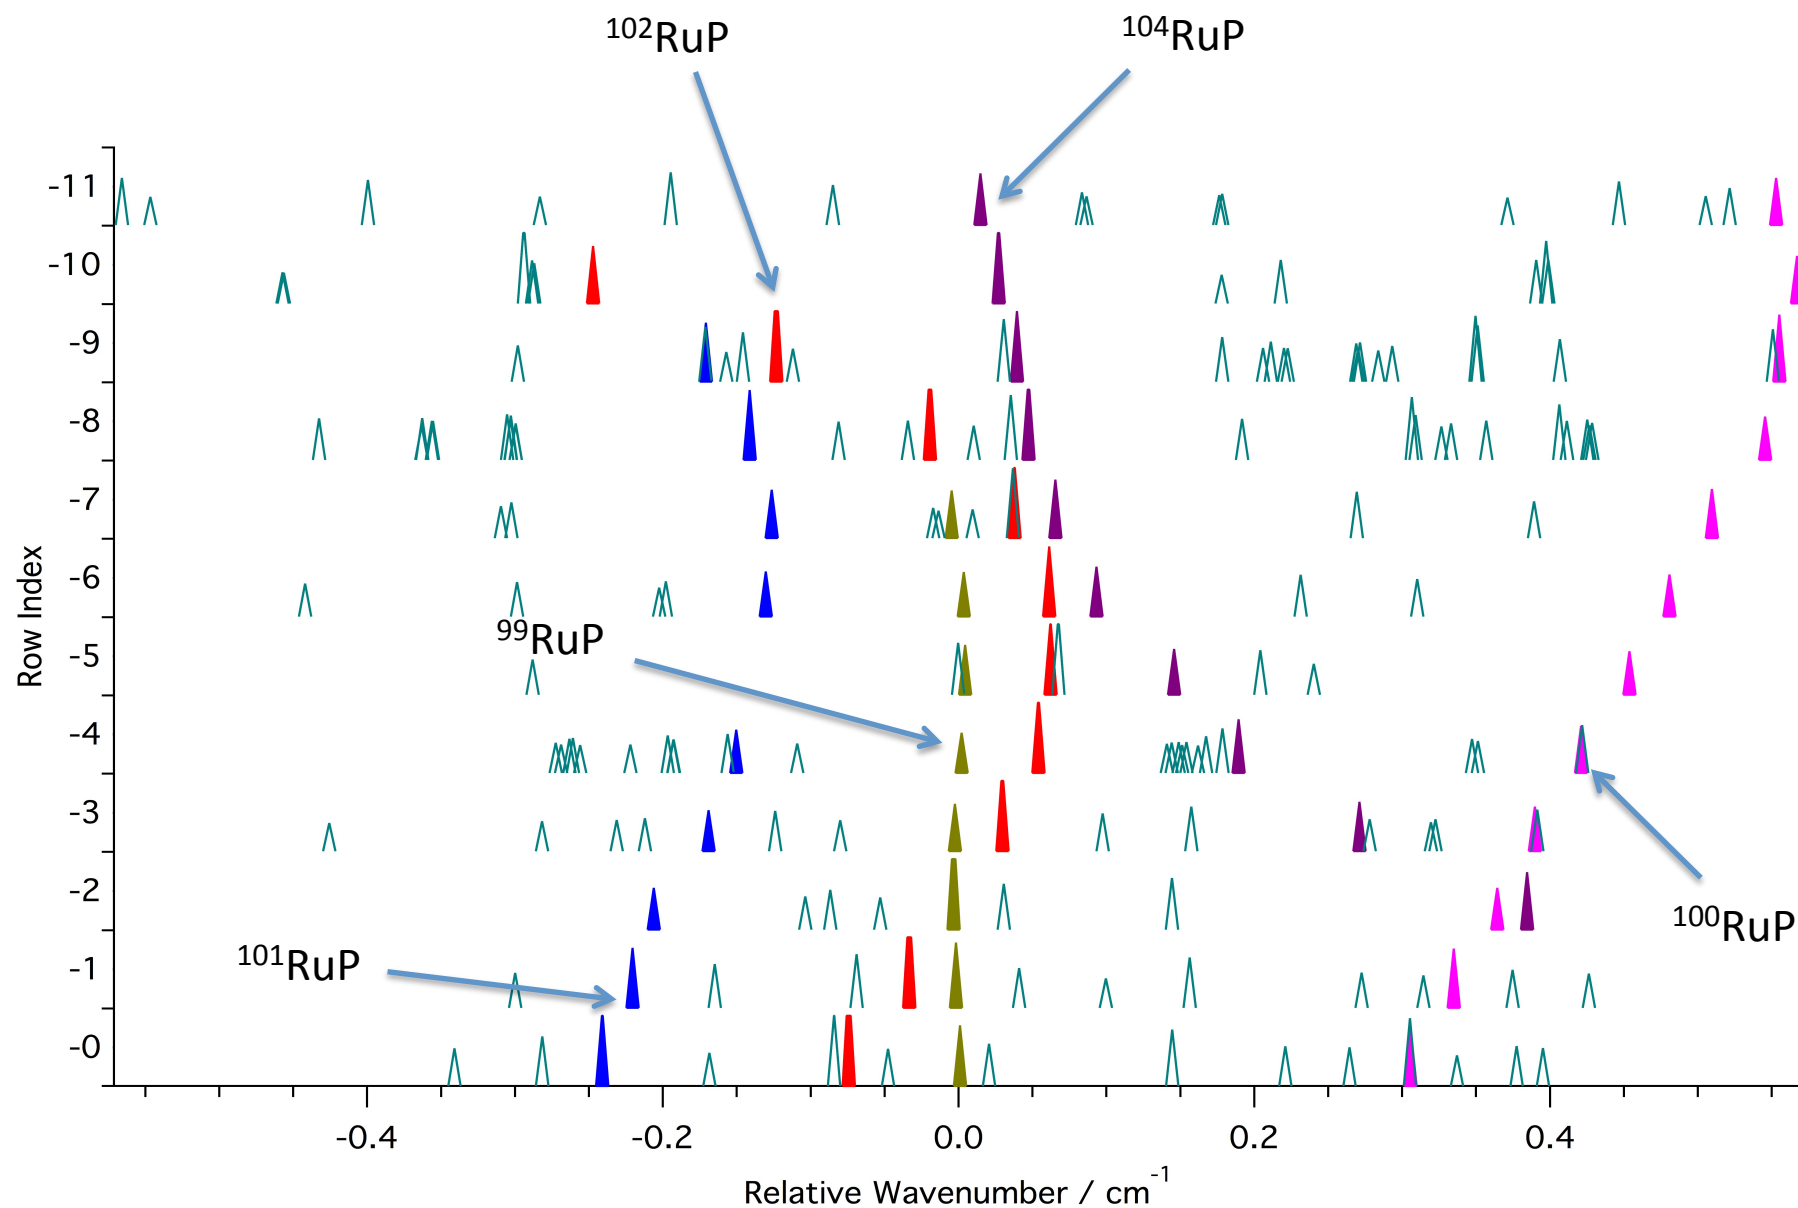 ¹⁰²RuP
¹⁰⁴RuP
-11
-10
-9
-8
-7
-6
-5
-4
-3
-2
-1
-0
Row Index
⁹⁹RuP
¹⁰⁰RuP
¹⁰¹RuP
-0.4 -0.2 0.0 0.2 0.4
Relative Wavenumber / cm⁻¹